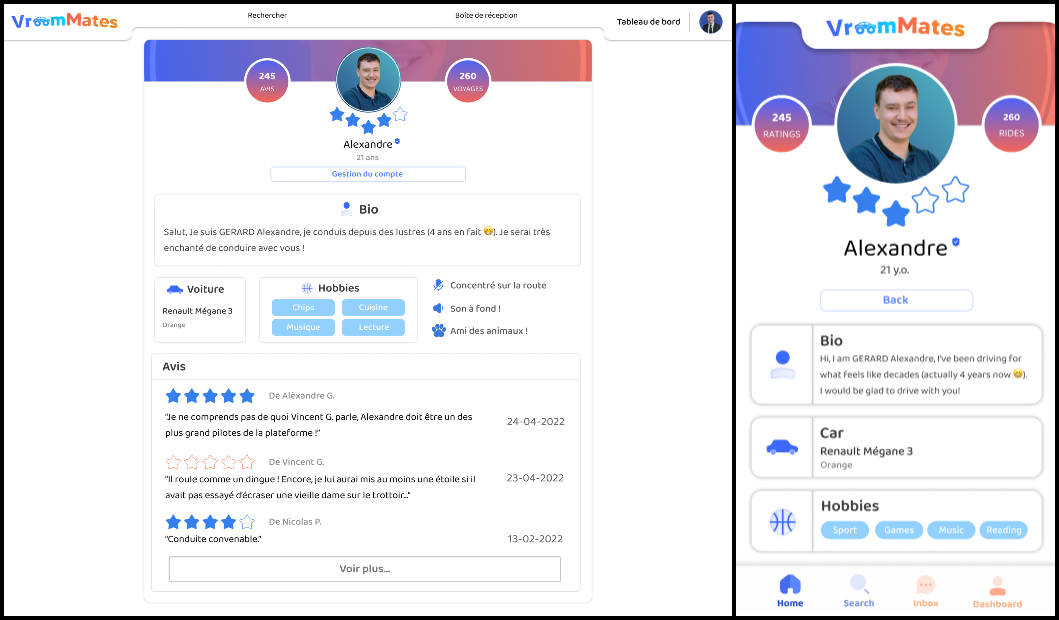 VroomMates
Rechercher
Boîte de réception
Tableau de bord
245
AVIS
260
VOYAGES
Alexandre
21 ans
Gestion du compte
Bio
Salut, Je suis GERARD Alexandre, je conduis depuis des lustres (4 ans en fait 😁). Je serai très
enchanté de conduire avec vous !
Voiture
Renault Mégane 3
Orange
Hobbies
Chips
Cuisine
Musique
Lecture
Concentré sur la route
Son à fond !
Ami des animaux !
Avis
De Alèxandre G.
"Je ne comprends pas de quoi Vincent G. parle, Alexandre doit être un des
plus grand pilotes de la plateforme !"
24-04-2022
De Vincent G.
"Il roule comme un dingue ! Encore, je lui aurai mis au moins une étoile si il
avait pas essayé d'écraser une vieille dame sur le trottoir..."
23-04-2022
De Nicolas P.
"Conduite convenable."
13-02-2022
Voir plus...
VroomMates
245
RATINGS
260
RIDES
Alexandre
21 y.o.
Back
Bio
Hi, I am GERARD Alexandre, I've been driving for
what feels like decades (actually 4 years now 😁).
I would be glad to drive with you!
Car
Renault Mégane 3
Orange
Hobbies
Sport
Games
Music
Reading
Home
Search
Inbox
Dashboard